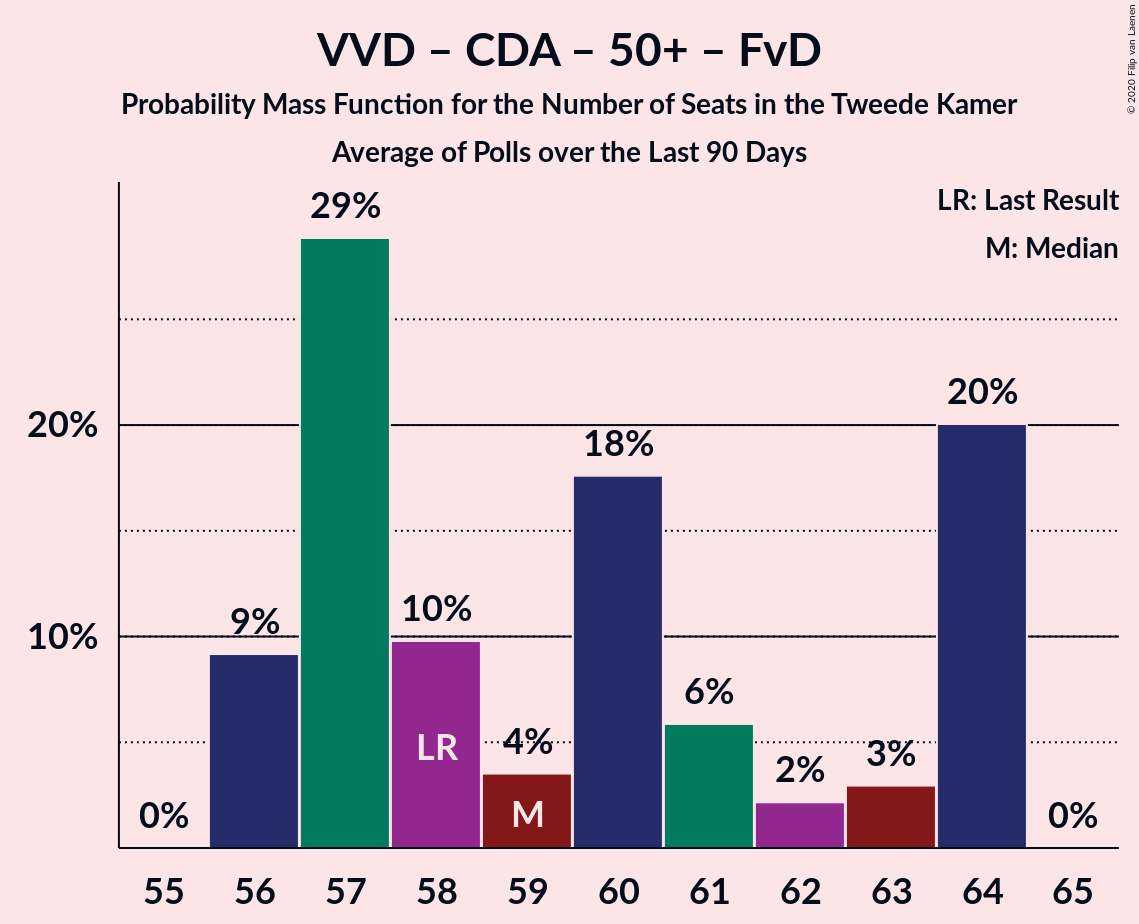 VVD – CDA – 50+ – FvD
Probability Mass Function for the Number of Seats in the Tweede Kamer
Average of Polls over the Last 90 Days
© 2020 Filip van Laenen
LR: Last Result
M: Median
29%
20%
18%
10%
9%
6%
4%
3%
2%
0%
0%
LR
M
20%
10%
55 56 57 58 59 60 61 62 63 64 65